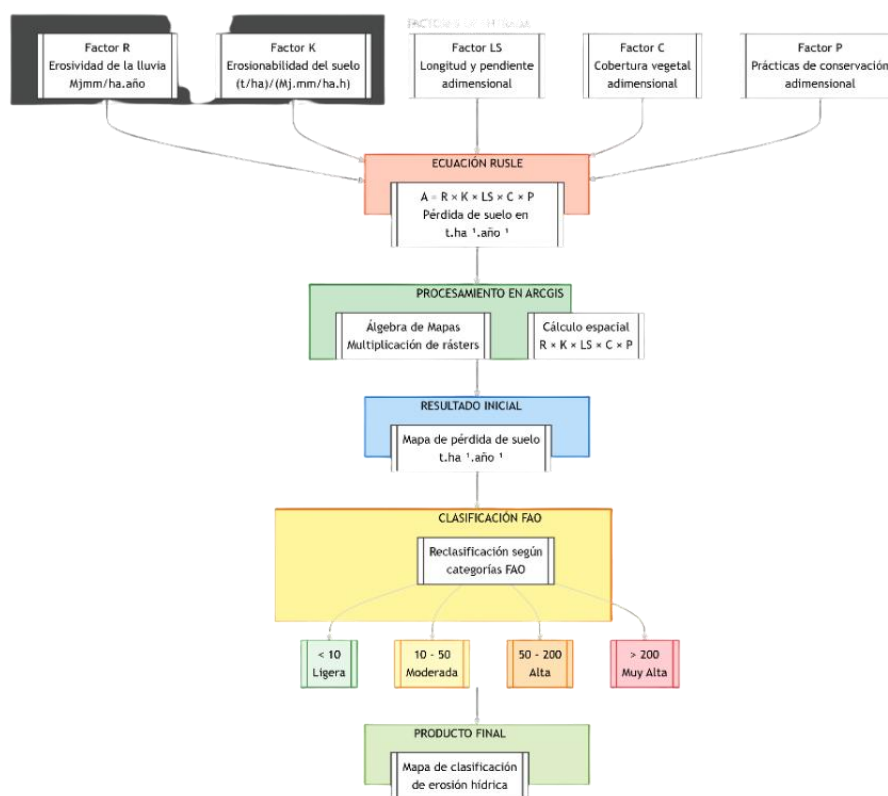 FACTORES DE ENTRADA
Factor R
Erosividad de la lluvia
Mjmm/ha.año
Factor K
Erosionabilidad del suelo
(t/ha)/(Mj.mm/ha.h)
Factor LS
Longitud y pendiente
adimensional
Factor C
Cobertura vegetal
adimensional
Factor P
Prácticas de conservación
adimensional
ECUACIÓN RUSLE
A = R × K × LS × C × P
Pérdida de suelo en
t.ha ¹.año ¹
PROCESAMIENTO EN ARCGIS
Álgebra de Mapas
Multiplicación de rásters
Cálculo espacial
R × K × LS × C × P
RESULTADO INICIAL
Mapa de pérdida de suelo
t.ha ¹.año ¹
CLASIFICACIÓN FAO
Reclasificación según
categorías FAO
< 10
Ligera
10 - 50
Moderada
50 - 200
Alta
> 200
Muy Alta
PRODUCTO FINAL
Mapa de clasificación
de erosión hídrica